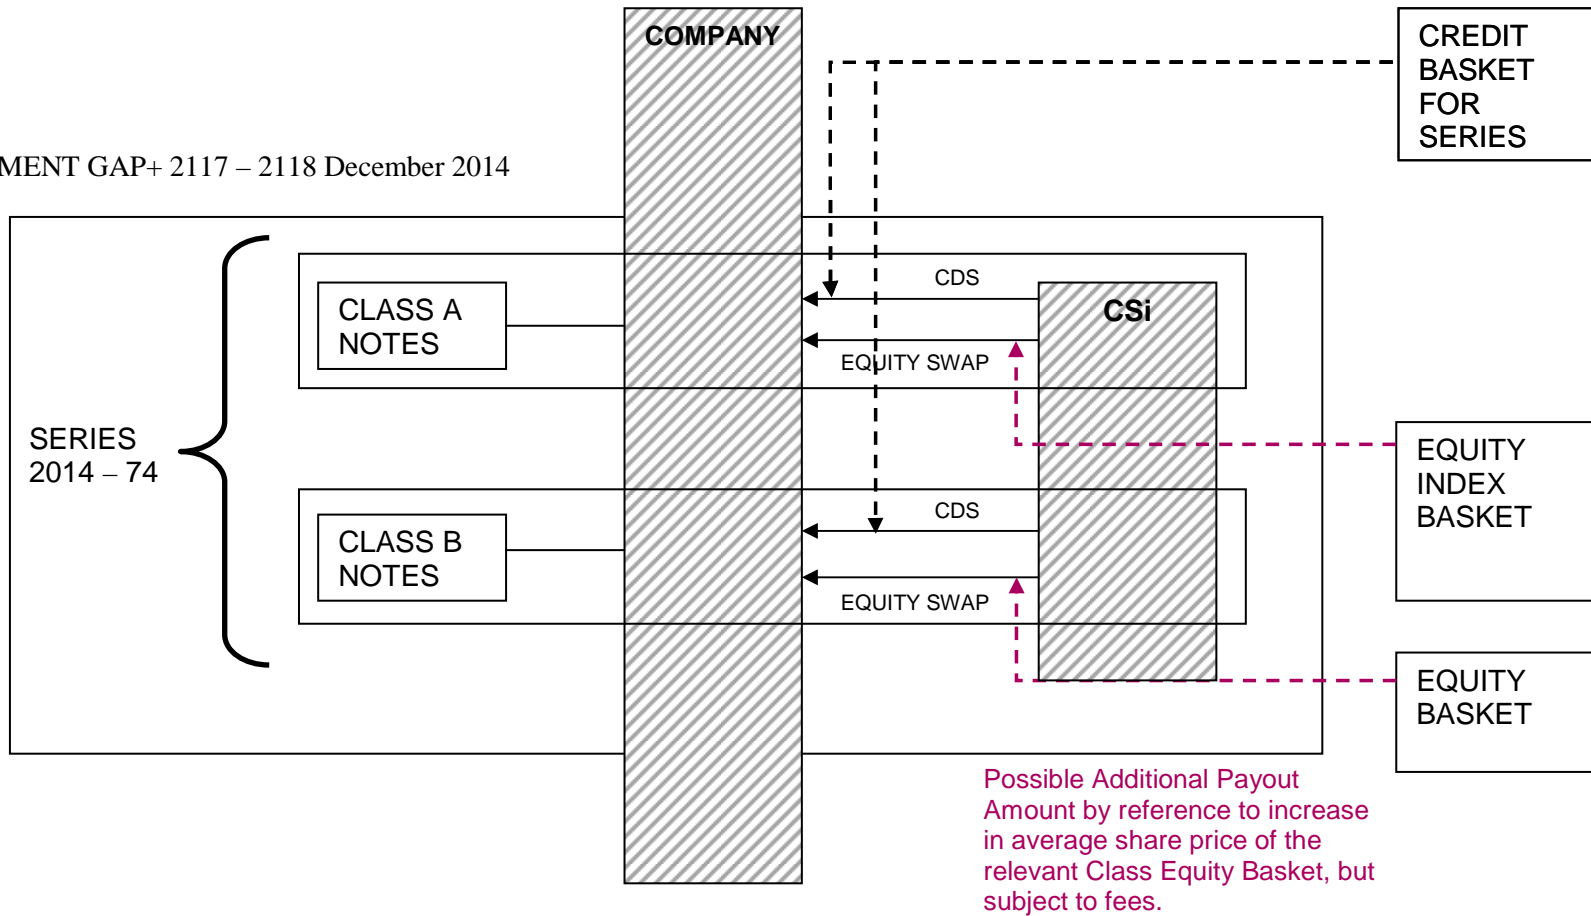 COMPANY
CREDIT
BASKET
FOR
SERIES
MENT GAP+ 2117 – 2118 December 2014
CLASS A
NOTES
CDS
CSi
EQUITY SWAP
SERIES
2014 – 74
EQUITY
INDEX
BASKET
CLASS B
NOTES
CDS
EQUITY SWAP
EQUITY
BASKET
Possible Additional Payout
Amount by reference to increase
in average share price of the
relevant Class Equity Basket, but
subject to fees.